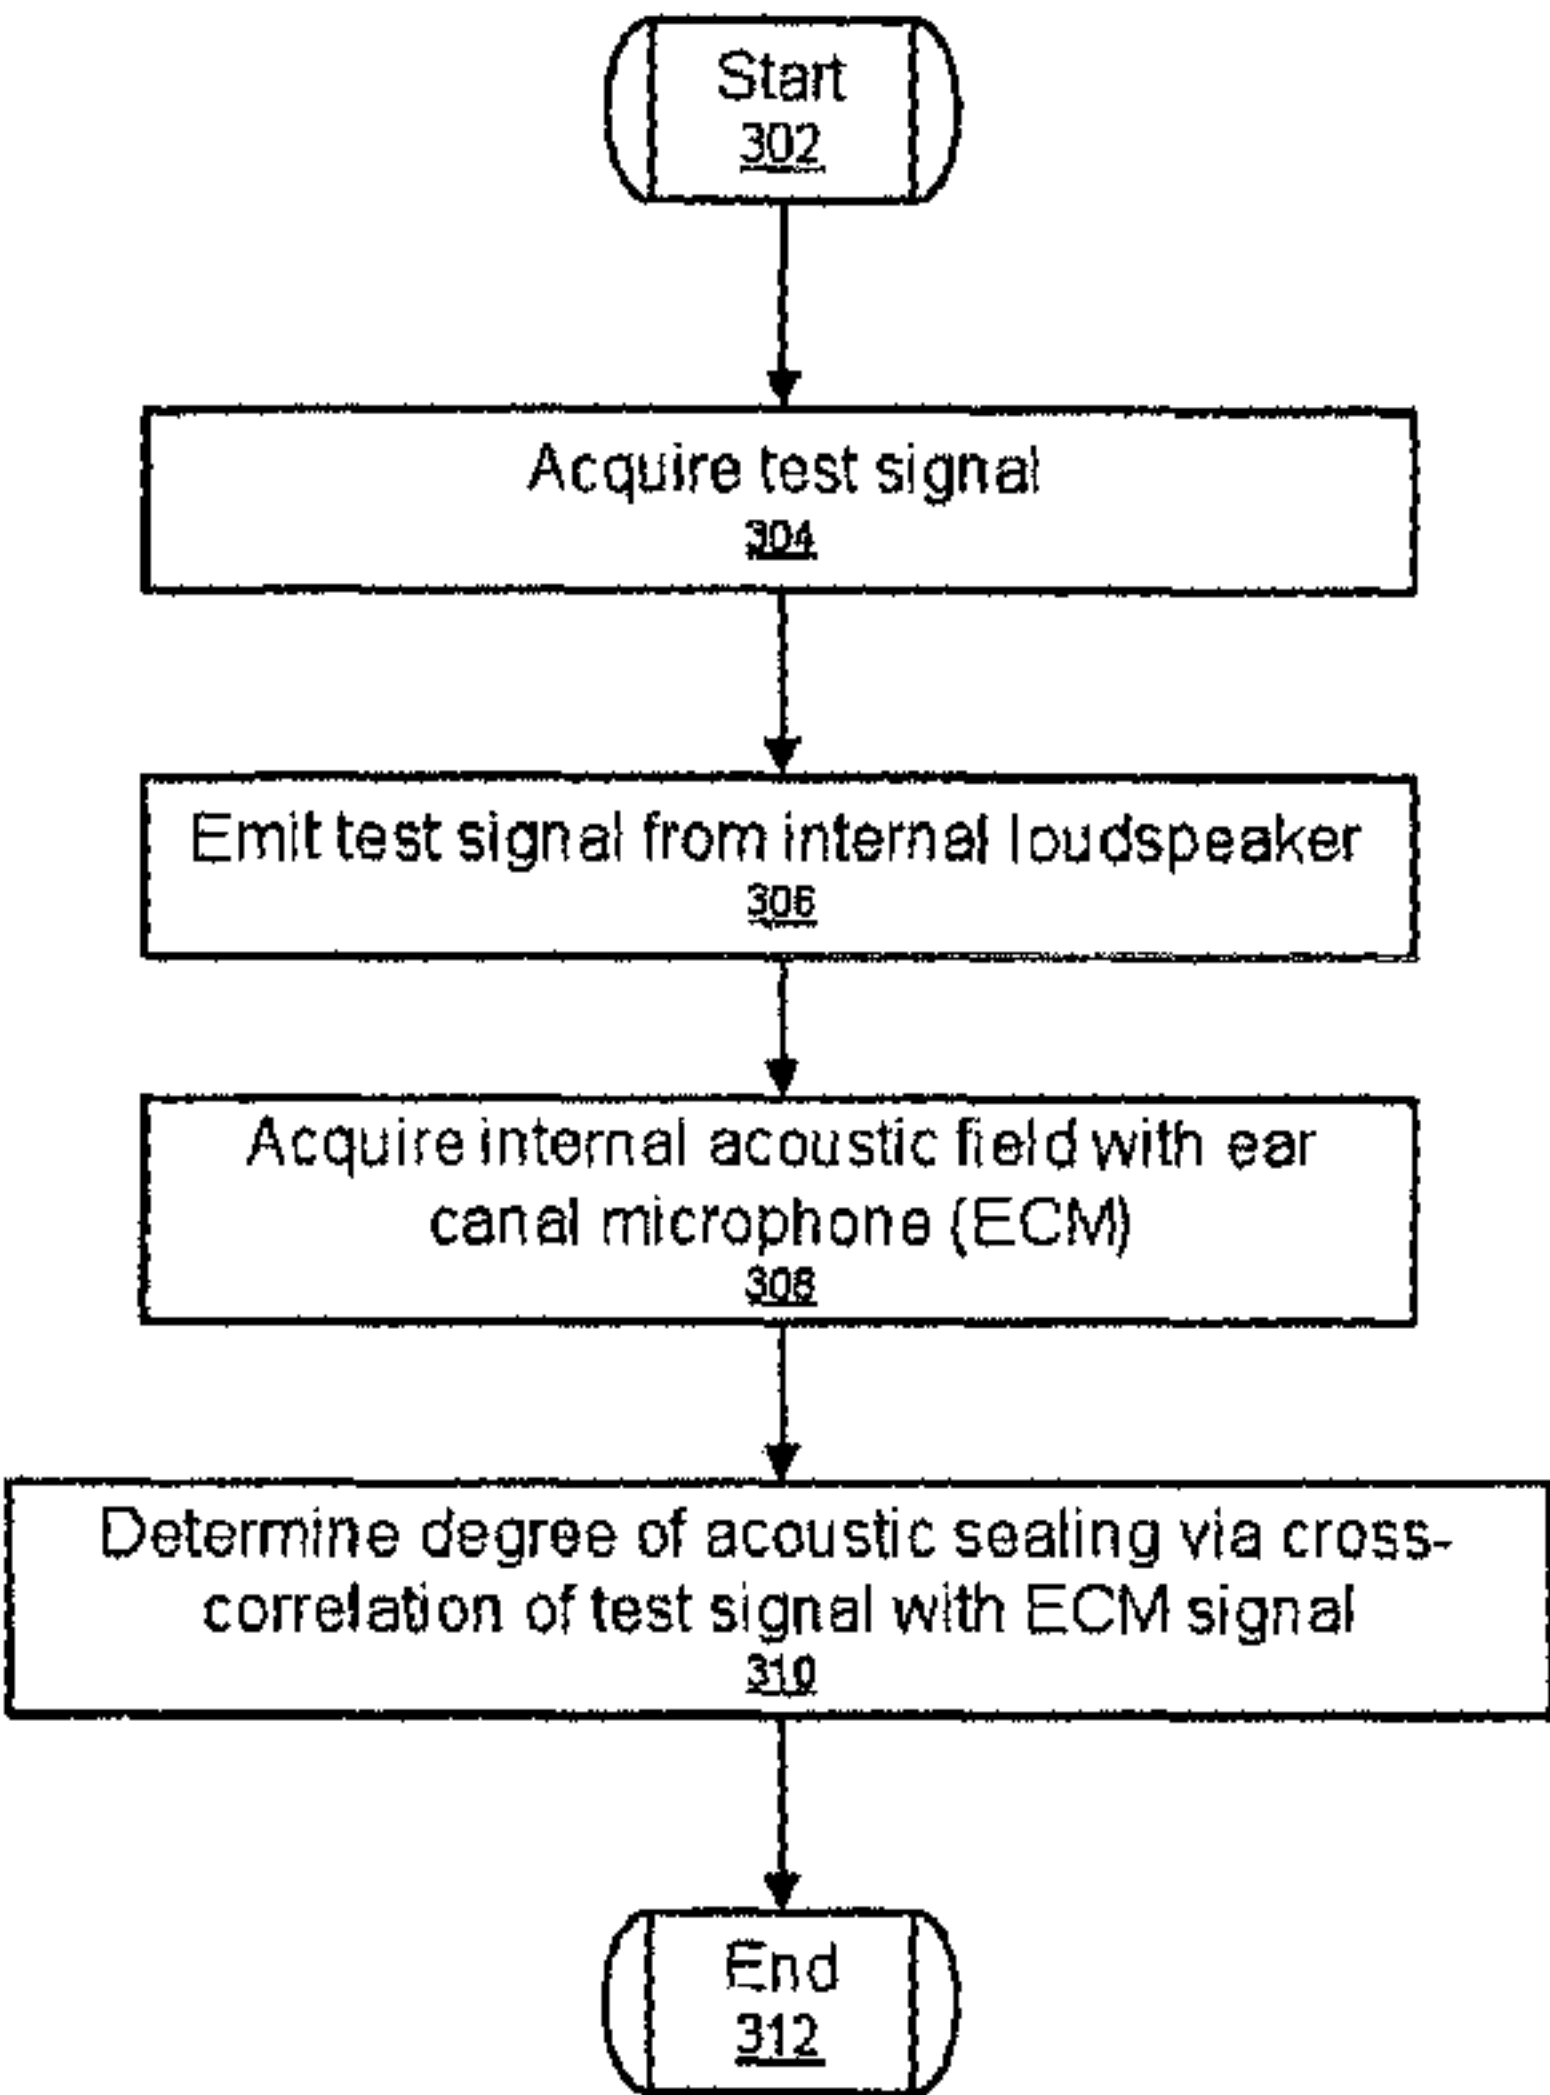 Start
302
Acquire test signal
304
Emit test signal from internal loudspeaker
306
Acquire internal acoustic field with ear
canal microphone (ECM)
308
Determine degree of acoustic sealing via cross-
correlation of test signal with ECM signal
310
End
312